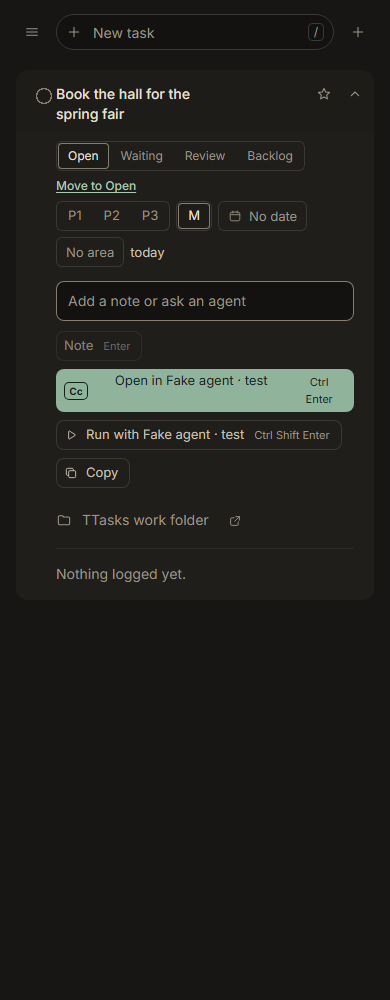 New task /
Book the hall for the
spring fair
Open Waiting Review Backlog
Move to Open
P1 P2 P3 M No date
No area today
Add a note or ask an agent
Note Enter
Cc Open in Fake agent · test Ctrl
Enter
Run with Fake agent · test Ctrl Shift Enter
Copy
TTasks work folder
Nothing logged yet.